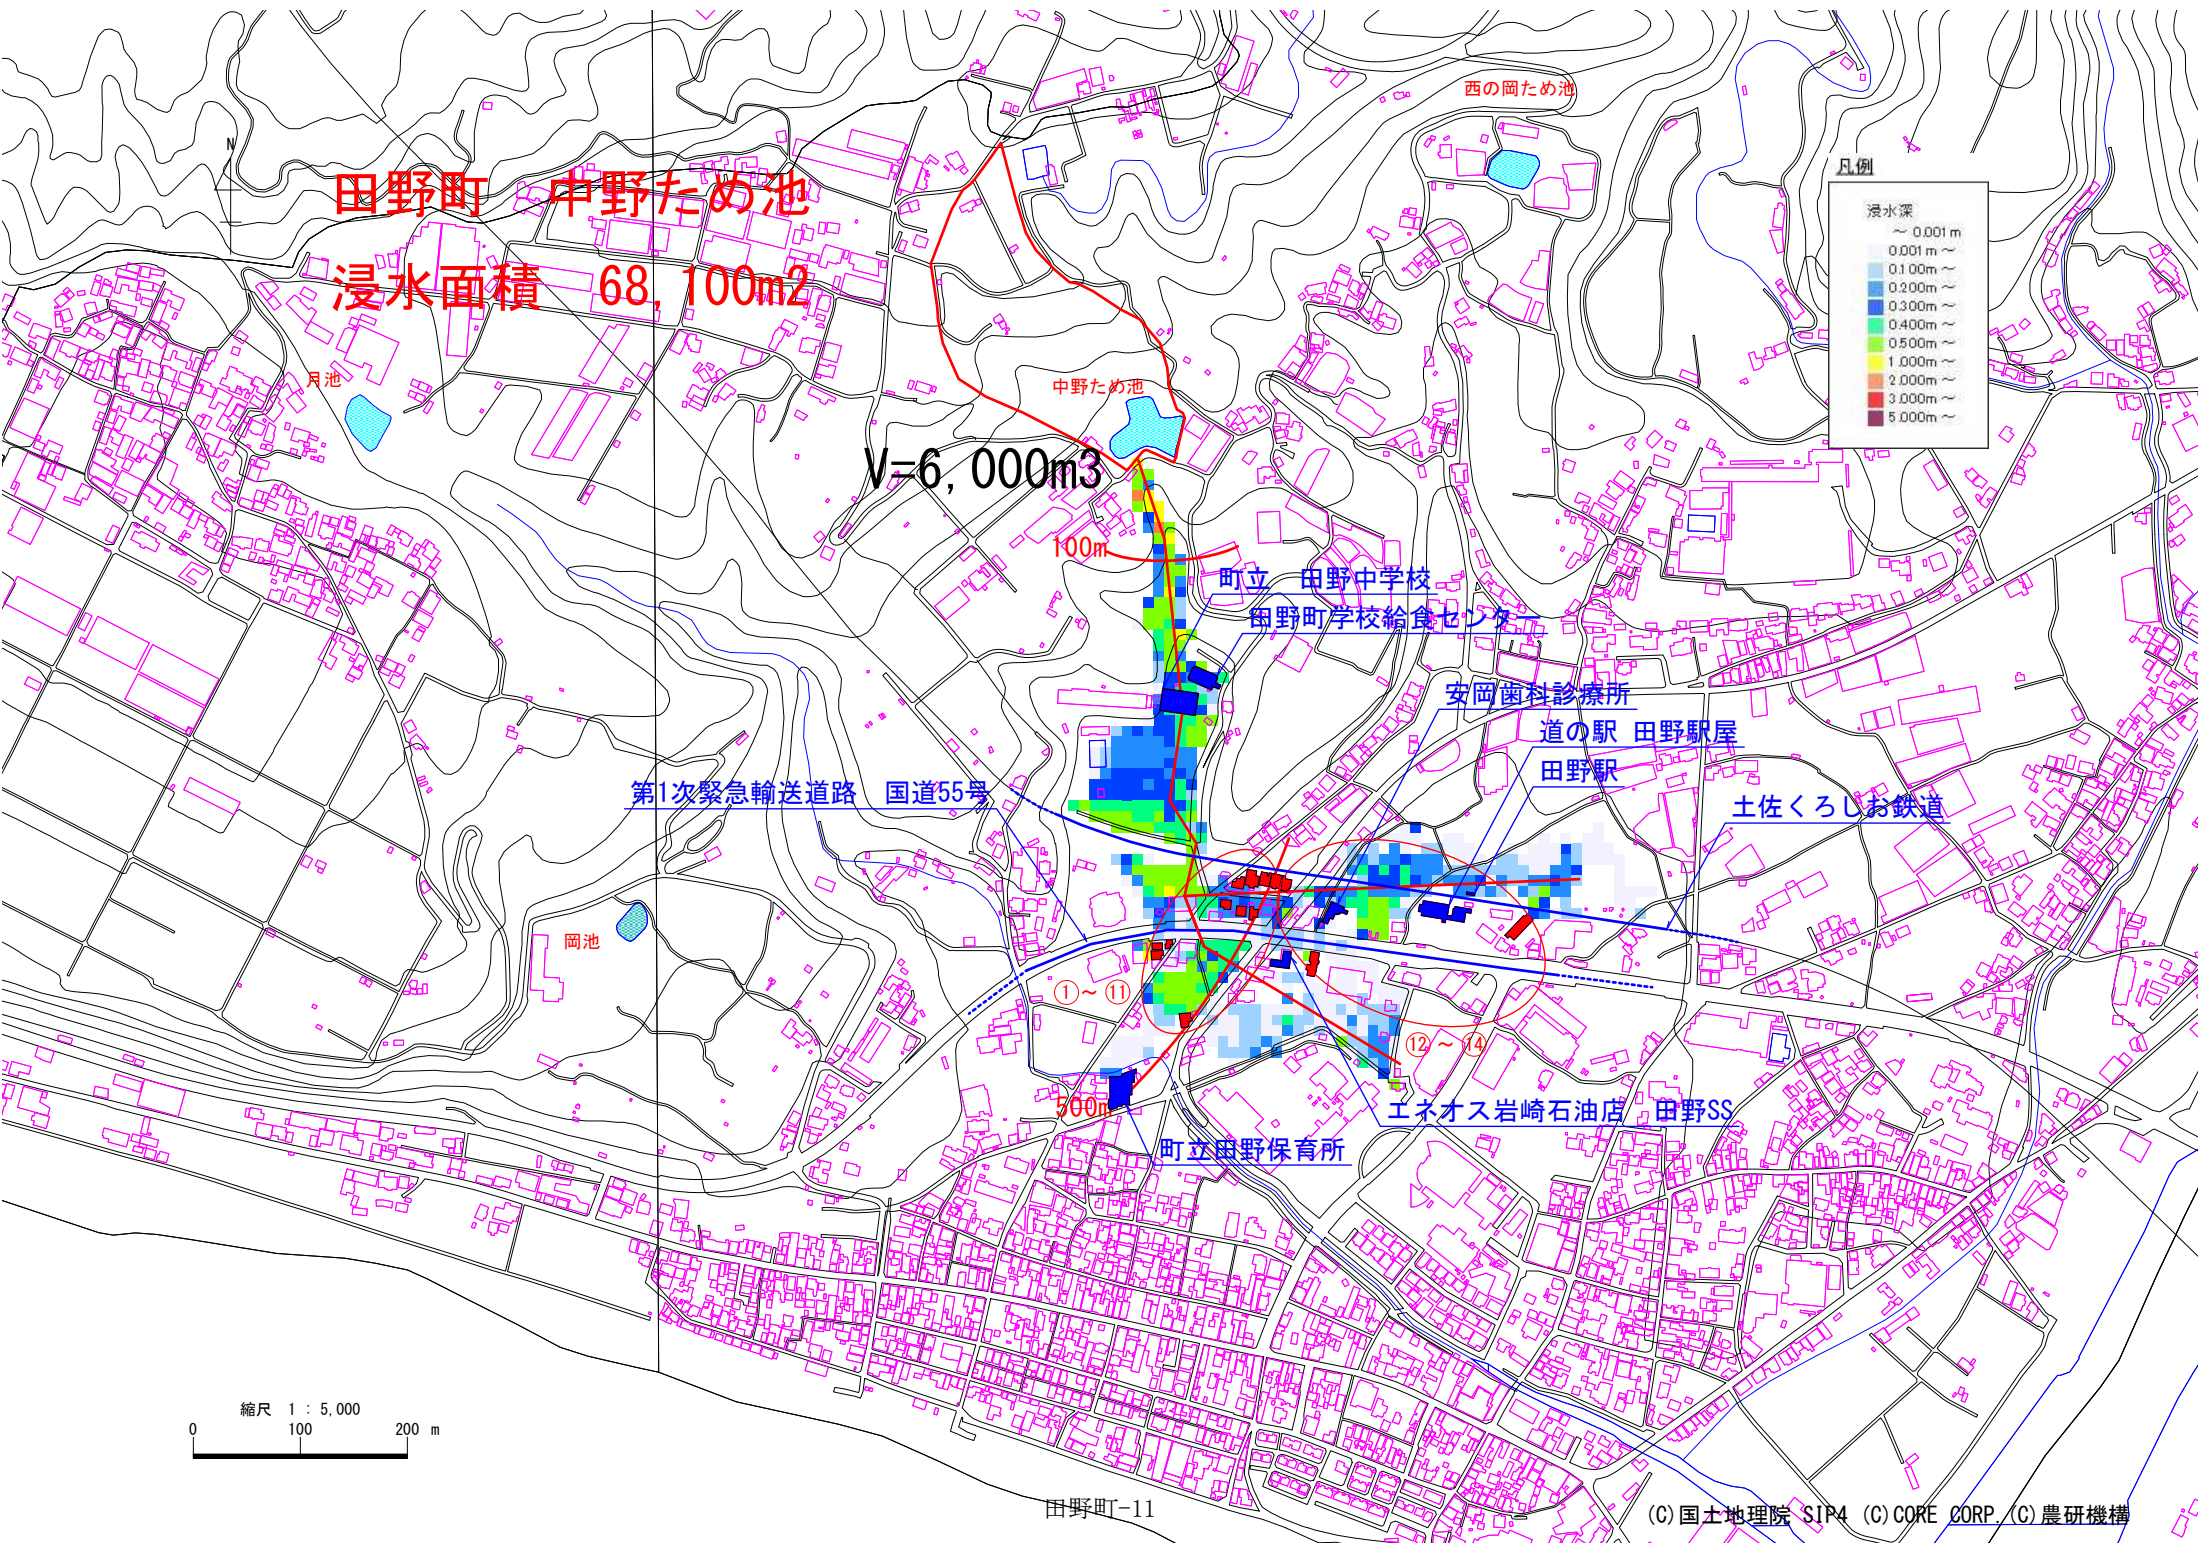 西の岡ため池
N
田野町　中野ため池
浸水面積　68,100m2
凡例
浸水深
～ 0.001m
0.001m～
0.100m～
0.200m～
0.300m～
0.400m～
0.500m～
1.000m～
2.000m～
3.000m～
5.000m～
月池
中野ため池
V=6,000m3
100m
町立　田野中学校
田野町学校給食センター
安岡歯科診療所
道の駅 田野駅屋
田野駅
第1次緊急輸送道路　国道55号
土佐くろしお鉄道
岡池
①～⑪
⑫～⑭
500m
エネオス岩崎石油店　田野SS
町立田野保育所
縮尺 1 : 5,000
0 100 200 m
田野町-11
(C)国土地理院 SIP4 (C)CORE CORP. (C)農研機構